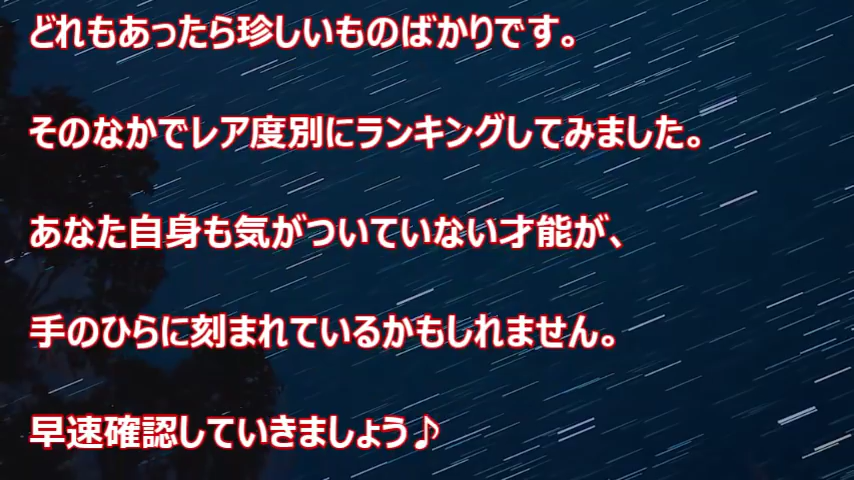 どれもあったら珍しいものばかりです。
そのなかでレア度別にランキングしてみました。
あなた自身も気がついていない才能が、
手のひらに刻まれているかもしれません。
早速確認していきましょう♪